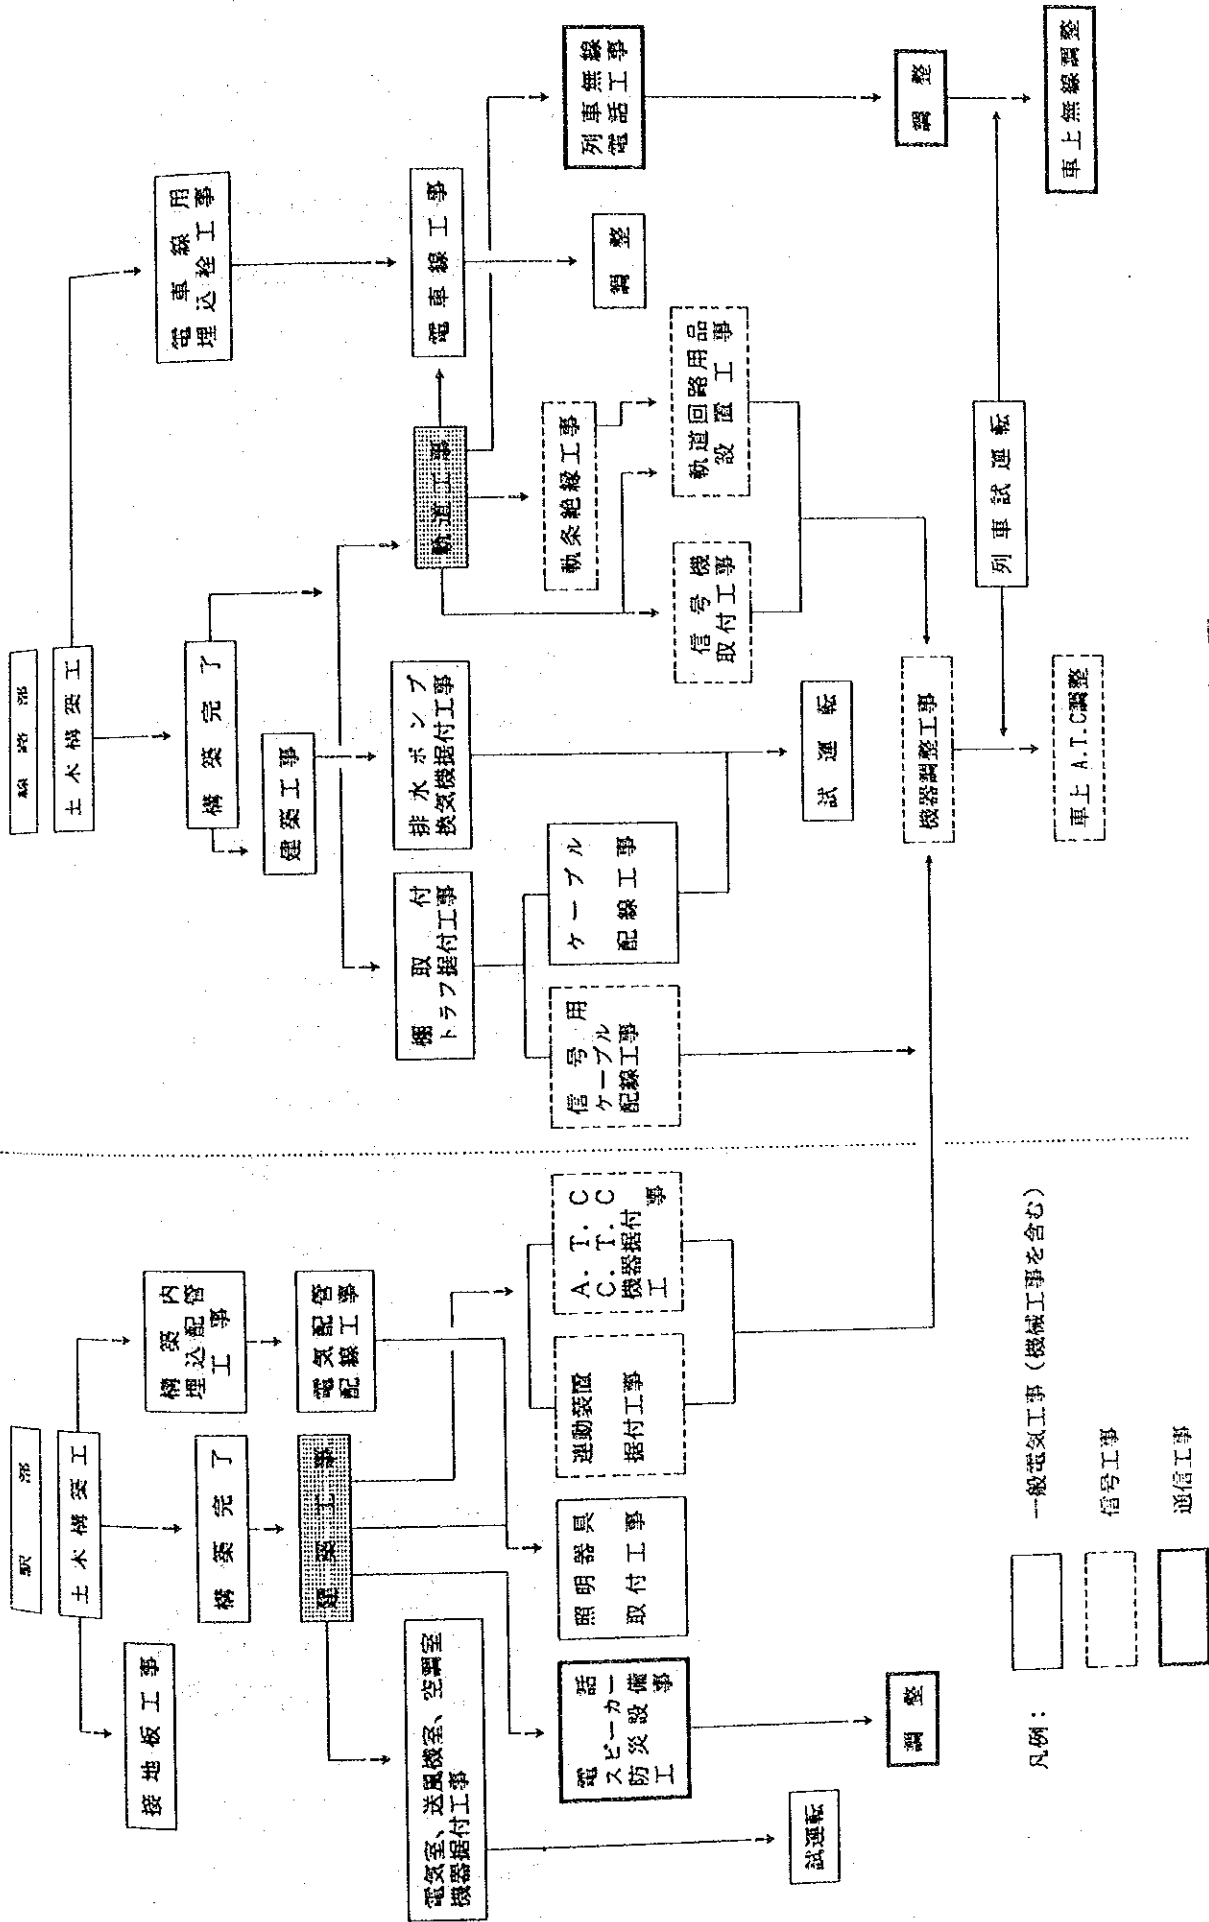 駅部
土木構築工
接地板工事
構築完了
構築内
埋込配管
工事
建築工事
電気配管
配線工事
電気室、送風機室、空調室
機器据付工事
電話
スピーカー
防災設備
工事
照明器具
取付工事
連動装置
据付工事
A.T.C
C.T.C
機器据付
工事
試運転
調整
線路部
土木構築工
構築完了
電車線用
埋込栓工事
建築工事
棚取付
トラフ据付工事
排水ポンプ
換気機据付工事
軌道工事
電車線工事
信号用
ケーブル
配線工事
ケーブル
配線工事
軌条絶縁工事
調整
列車無線
電話工事
信号機
取付工事
軌道回路用品
設置工事
試運転
機器調整工事
列車試運転
調整
車上A.T.C調整
車上無線調整
凡例：
一般電気工事（機械工事を含む）
信号工事
通信工事